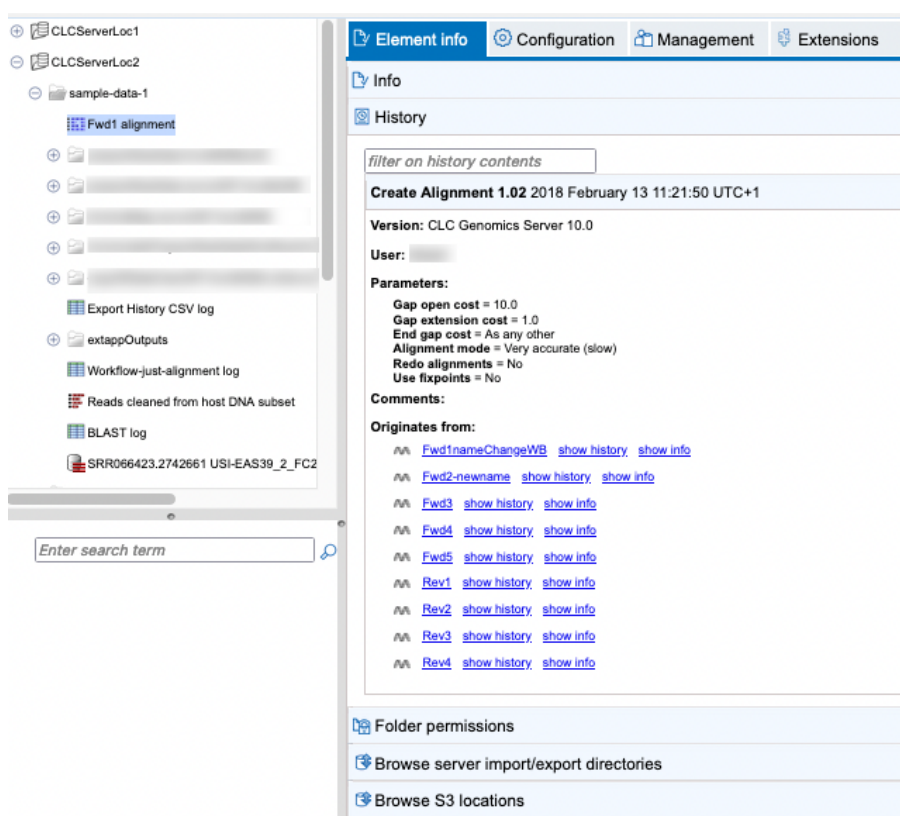 CLCServerLoc1
CLCServerLoc2
sample-data-1
Fwd1 alignment
Export History CSV log
extappOutputs
Workflow-just-alignment log
Reads cleaned from host DNA subset
BLAST log
SRR066423.2742661 USI-EAS39_2_FC2
Enter search term
Element info Configuration Management Extensions
Info
History
filter on history contents
Create Alignment 1.02 2018 February 13 11:21:50 UTC+1
Version: CLC Genomics Server 10.0
User:
Parameters:
Gap open cost = 10.0
Gap extension cost = 1.0
End gap cost = As any other
Alignment mode = Very accurate (slow)
Redo alignments = No
Use fixpoints = No
Comments:
Originates from:
Fwd1nameChangeWB show history show info
Fwd2-newname show history show info
Fwd3 show history show info
Fwd4 show history show info
Fwd5 show history show info
Rev1 show history show info
Rev2 show history show info
Rev3 show history show info
Rev4 show history show info
Folder permissions
Browse server import/export directories
Browse S3 locations